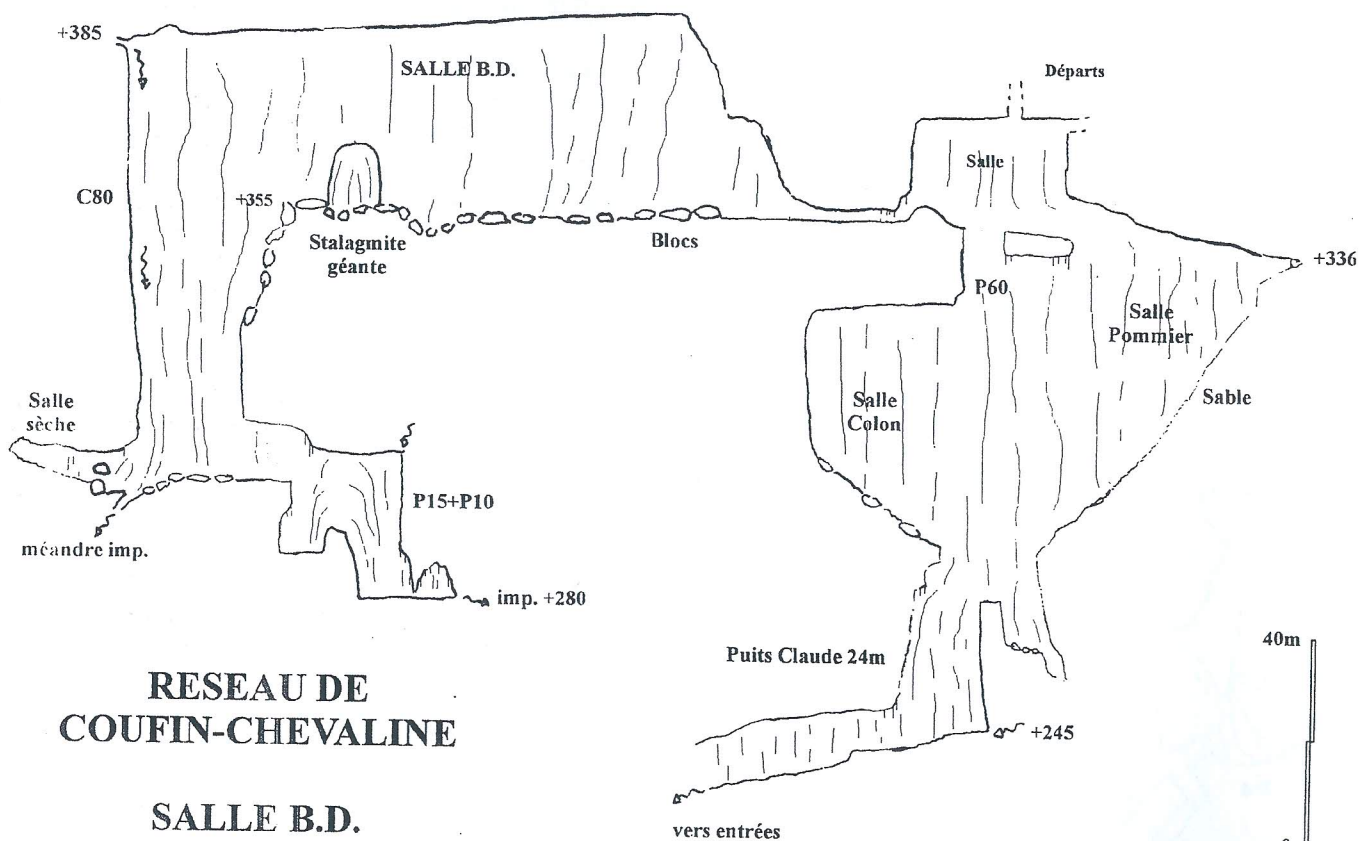 +385
SALLE B.D.
Départs
Salle
C80
+355
Stalagmite
géante
Blocs
+336
P60
Salle
Pommier
Salle
sèche
Salle
Colon
Sable
P15+P10
méandre imp.
imp. +280
Puits Claude 24m
40m
RESEAU DE
COUFIN-CHEVALINE
+245
SALLE B.D.
vers entrées